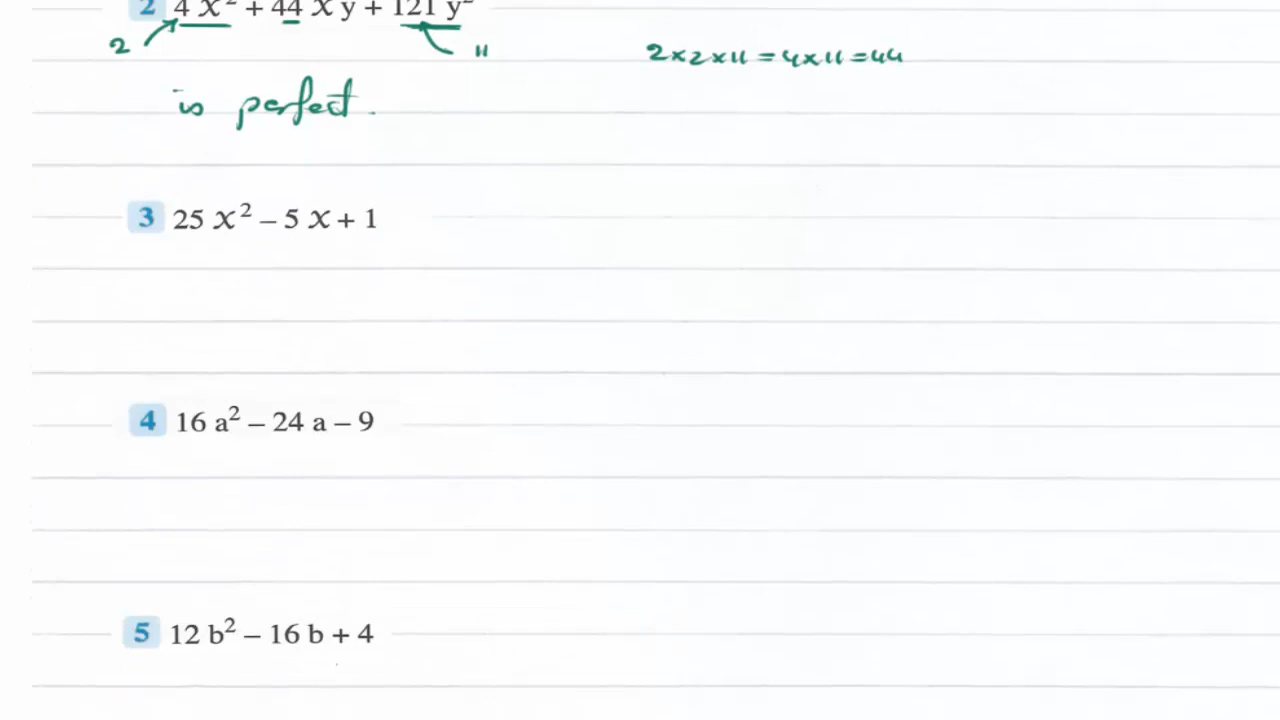 2 4 x² + 44 x y + 121 y²
2 11 2×2×11 = 4×11 = 44
is perfect.
3 25 x² – 5 x + 1
4 16 a² – 24 a – 9
5 12 b² – 16 b + 4